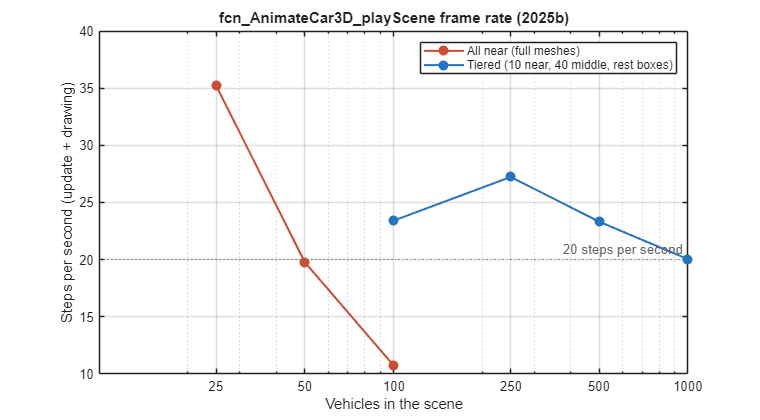 fcn_AnimateCar3D_playScene frame rate (2025b)
All near (full meshes)
Tiered (10 near, 40 middle, rest boxes)
Steps per second (update + drawing)
40
35
30
25
20
15
10
20 steps per second
25
50
100
250
500
1000
Vehicles in the scene